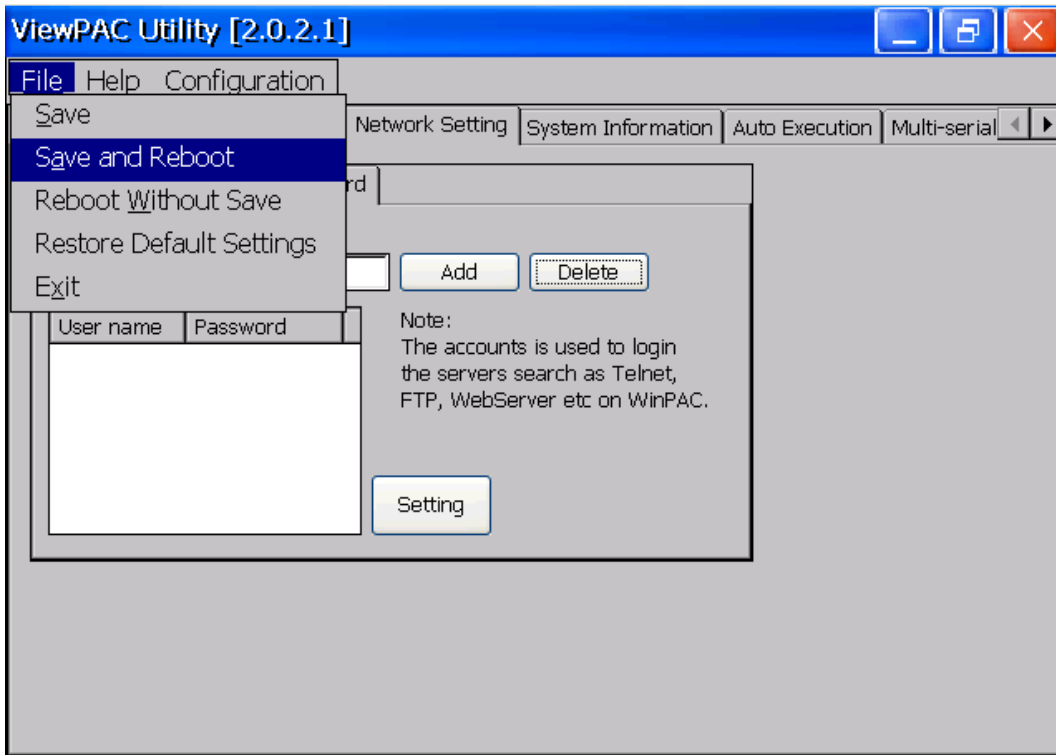 ViewPAC Utility [2.0.2.1]
File Help Configuration
Save
Save and Reboot
Reboot Without Save
Restore Default Settings
Exit
Network Setting System Information Auto Execution Multi-serial
Add Delete
User name Password
Note:
The accounts is used to login
the servers search as Telnet,
FTP, WebServer etc on WinPAC.
Setting